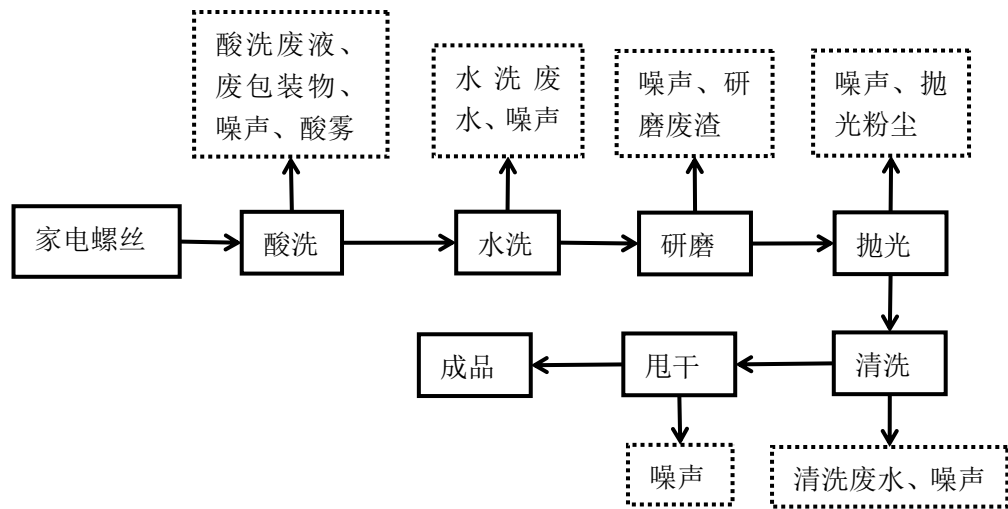 酸洗废液、
废包装物、
噪声、酸雾
水洗废
水、噪声
噪声、研
磨废渣
噪声、抛
光粉尘
家电螺丝
酸洗
水洗
研磨
抛光
成品
甩干
清洗
噪声
清洗废水、噪声